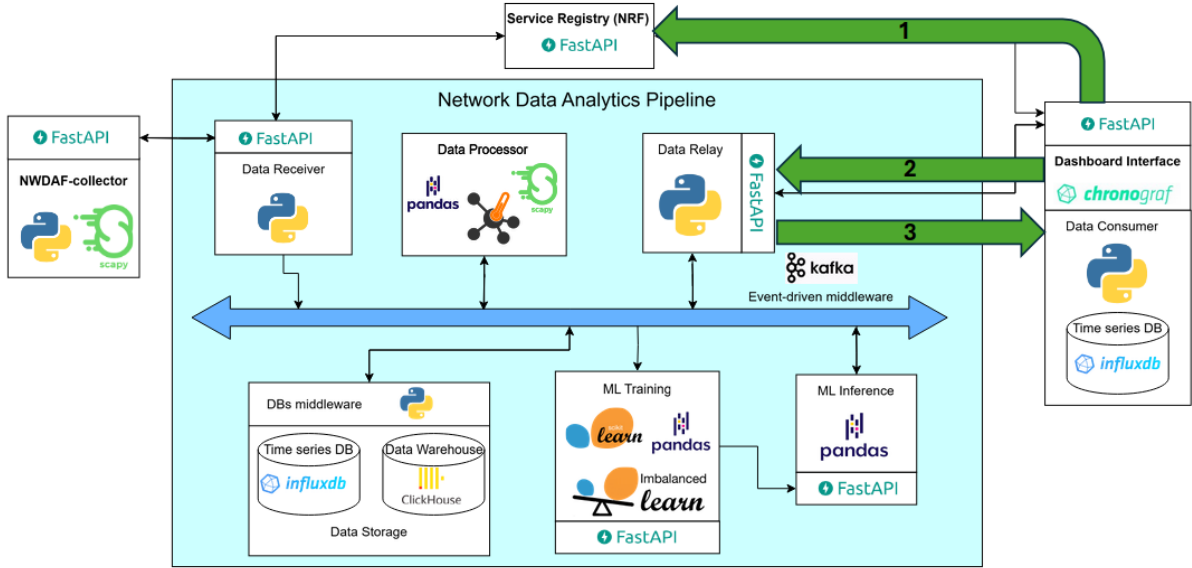 Service Registry (NRF)
FastAPI
1
Network Data Analytics Pipeline
FastAPI
NWDAF-collector
scapy
FastAPI
Data Receiver
Data Processor
pandas
scapy
Data Relay
FastAPI
2
3
FastAPI
Dashboard Interface
chronograf
Data Consumer
Time series DB
influxdb
kafka
Event-driven middleware
DBs middleware
Time series DB
influxdb
Data Warehouse
ClickHouse
Data Storage
ML Training
scikit
learn
pandas
Imbalanced
learn
FastAPI
ML Inference
pandas
FastAPI